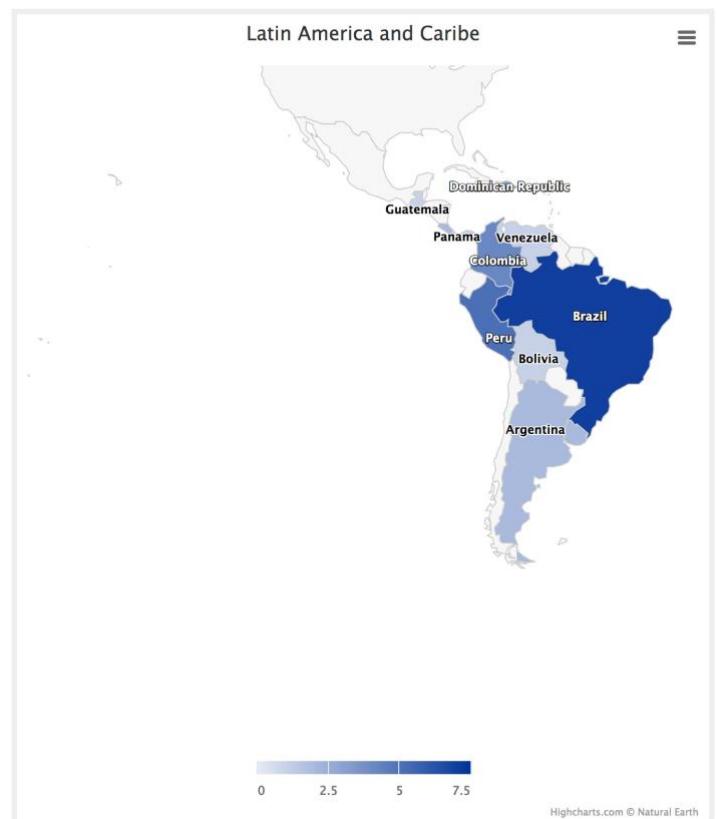 Latin America and Caribe
Dominican Republic
Guatemala
Panama Venezuela
Colombia
Brazil
Peru
Bolivia
Argentina
0 2.5 5 7.5
Highcharts.com © Natural Earth